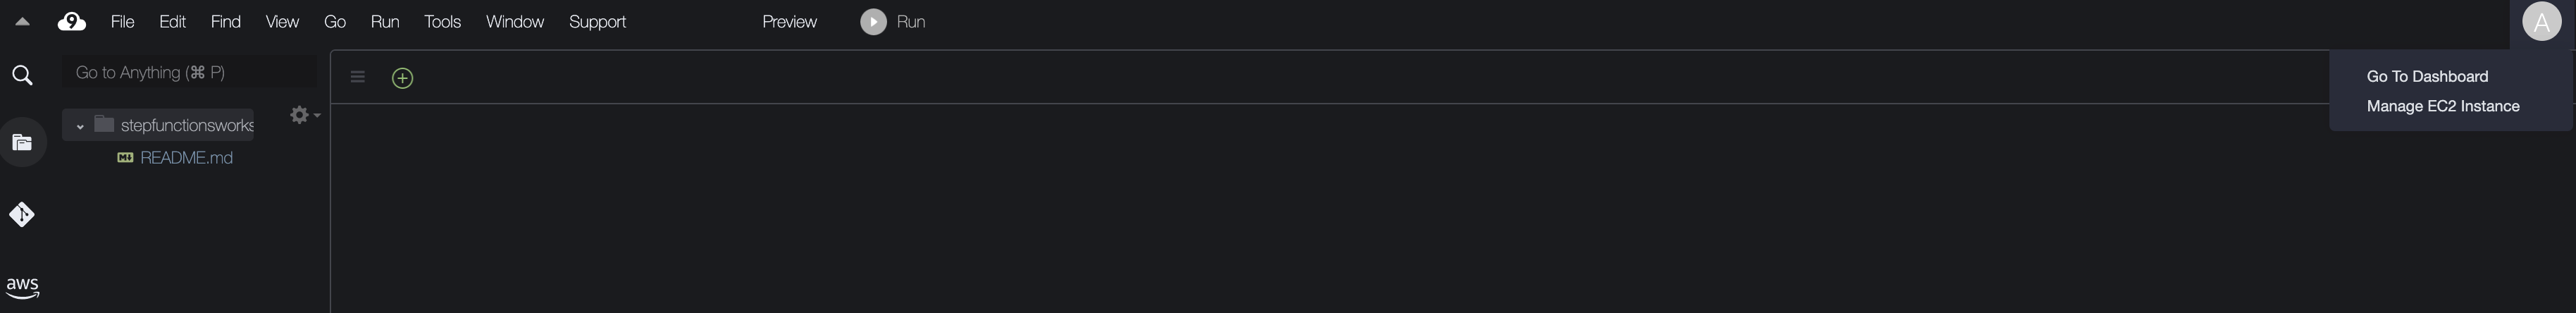 9 File Edit Find View Go Run Tools Window Support Preview Run A
Go to Anything (⌘ P)
Go To Dashboard
Manage EC2 Instance
stepfunctionsworks
M↓ README.md
aws